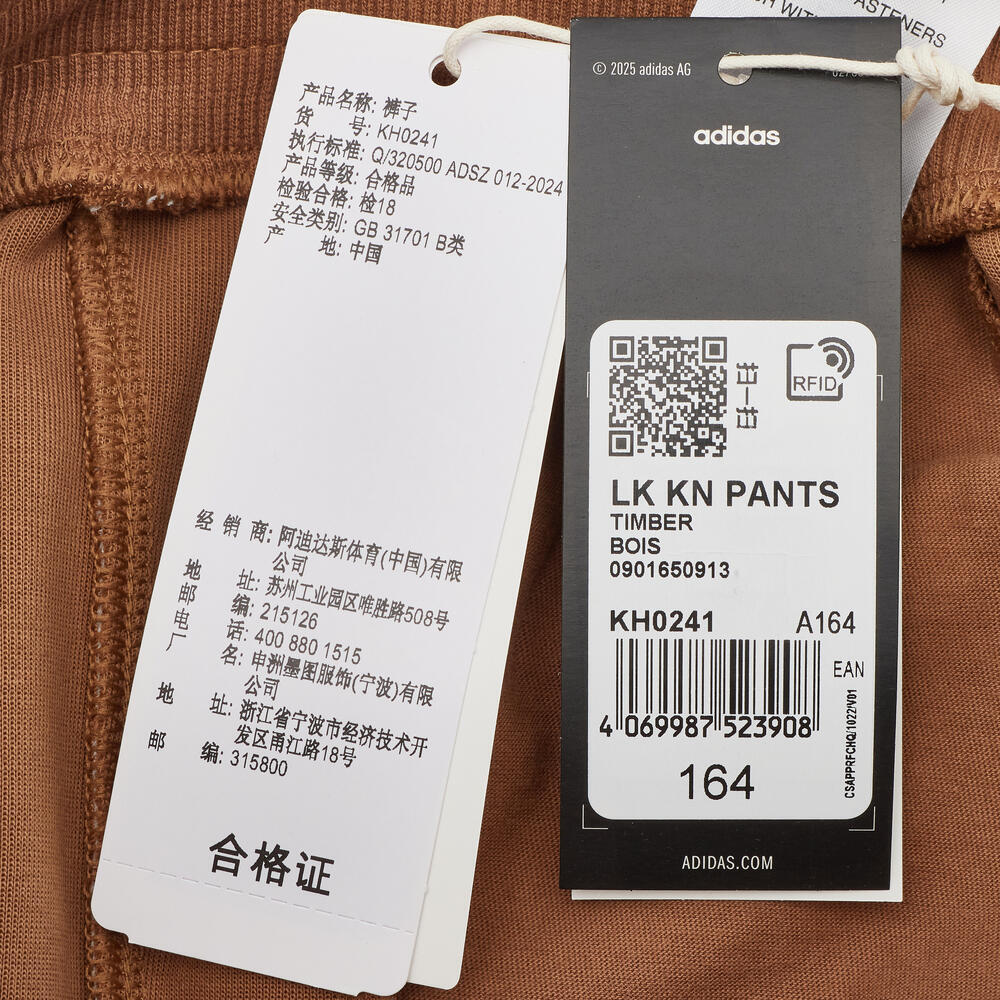 产品名称: 裤子
货 号: KH0241
执行标准: Q/320500 ADSZ 012-2024
产品等级: 合格品
检验合格: 检18
安全类别: GB 31701 B类
产 地: 中国
经 销 商: 阿迪达斯体育(中国)有限
公司
地 址: 苏州工业园区唯胜路508号
邮 编: 215126
电 话: 400 880 1515
厂 名: 申洲墨图服饰(宁波)有限
公司
地 址: 浙江省宁波市经济技术开
发区甬江路18号
邮 编: 315800
合格证
© 2025 adidas AG
adidas
RFID
LK KN PANTS
TIMBER
BOIS
0901650913
KH0241 A164
EAN
4 069987 523908
CSAPPRFCHQ/1022/V01
164
ADIDAS.COM
FASTENERS